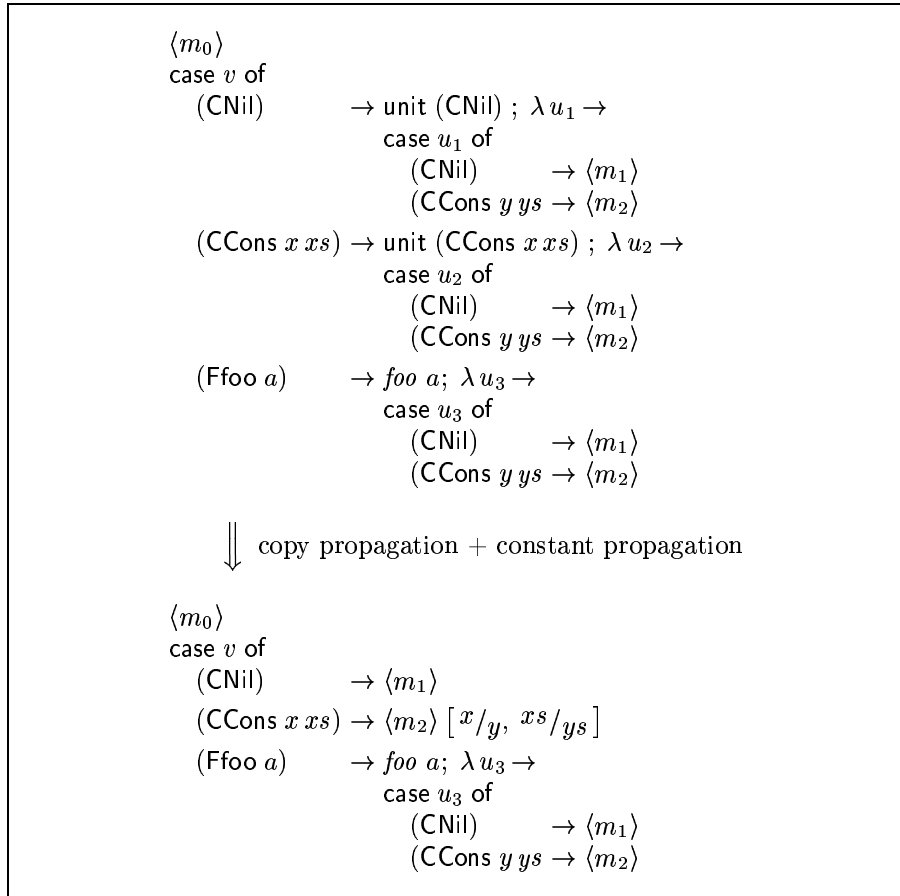 ⟨m₀⟩
case v of
(CNil) → unit (CNil) ; λ u₁ →
case u₁ of
(CNil) → ⟨m₁⟩
(CCons y ys → ⟨m₂⟩
(CCons x xs) → unit (CCons x xs) ; λ u₂ →
case u₂ of
(CNil) → ⟨m₁⟩
(CCons y ys → ⟨m₂⟩
(Ffoo a) → foo a; λ u₃ →
case u₃ of
(CNil) → ⟨m₁⟩
(CCons y ys → ⟨m₂⟩
⇓ copy propagation + constant propagation
⟨m₀⟩
case v of
(CNil) → ⟨m₁⟩
(CCons x xs) → ⟨m₂⟩ [ x/y, xs/ys ]
(Ffoo a) → foo a; λ u₃ →
case u₃ of
(CNil) → ⟨m₁⟩
(CCons y ys → ⟨m₂⟩